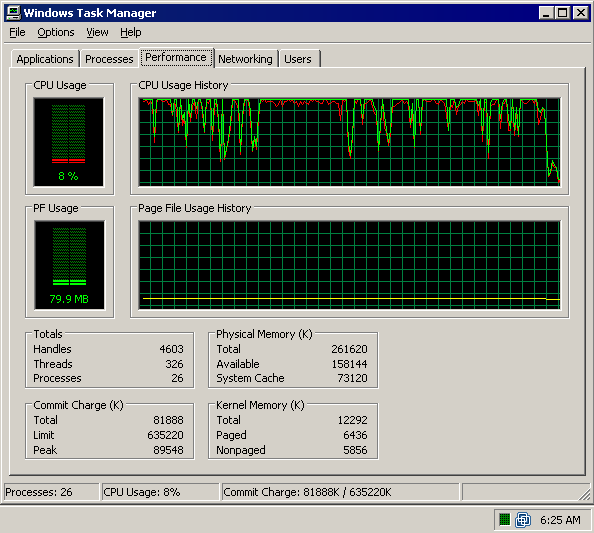 Windows Task Manager
File Options View Help
Applications Processes Performance Networking Users
CPU Usage CPU Usage History
8 %
PF Usage Page File Usage History
79.9 MB
Totals Physical Memory (K)
Handles 4603 Total 261620
Threads 326 Available 158144
Processes 26 System Cache 73120
Commit Charge (K) Kernel Memory (K)
Total 81888 Total 12292
Limit 635220 Paged 6436
Peak 89548 Nonpaged 5856
Processes: 26 CPU Usage: 8% Commit Charge: 81888K / 635220K
6:25 AM